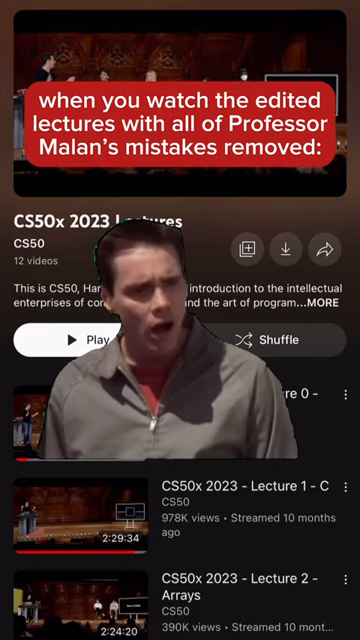 when you watch the edited
lectures with all of Professor
Malan's mistakes removed:
CS50x 2023 Lectures
CS50
12 videos
This is CS50, Har introduction to the intellectual
enterprises of and the art of program...MORE
Play
Shuffle
0 -
CS50x 2023 - Lecture 1 - C
CS50
978K views • Streamed 10 months
ago
2:29:34
CS50x 2023 - Lecture 2 -
Arrays
CS50
390K views • Streamed 10 mont...
2:24:20